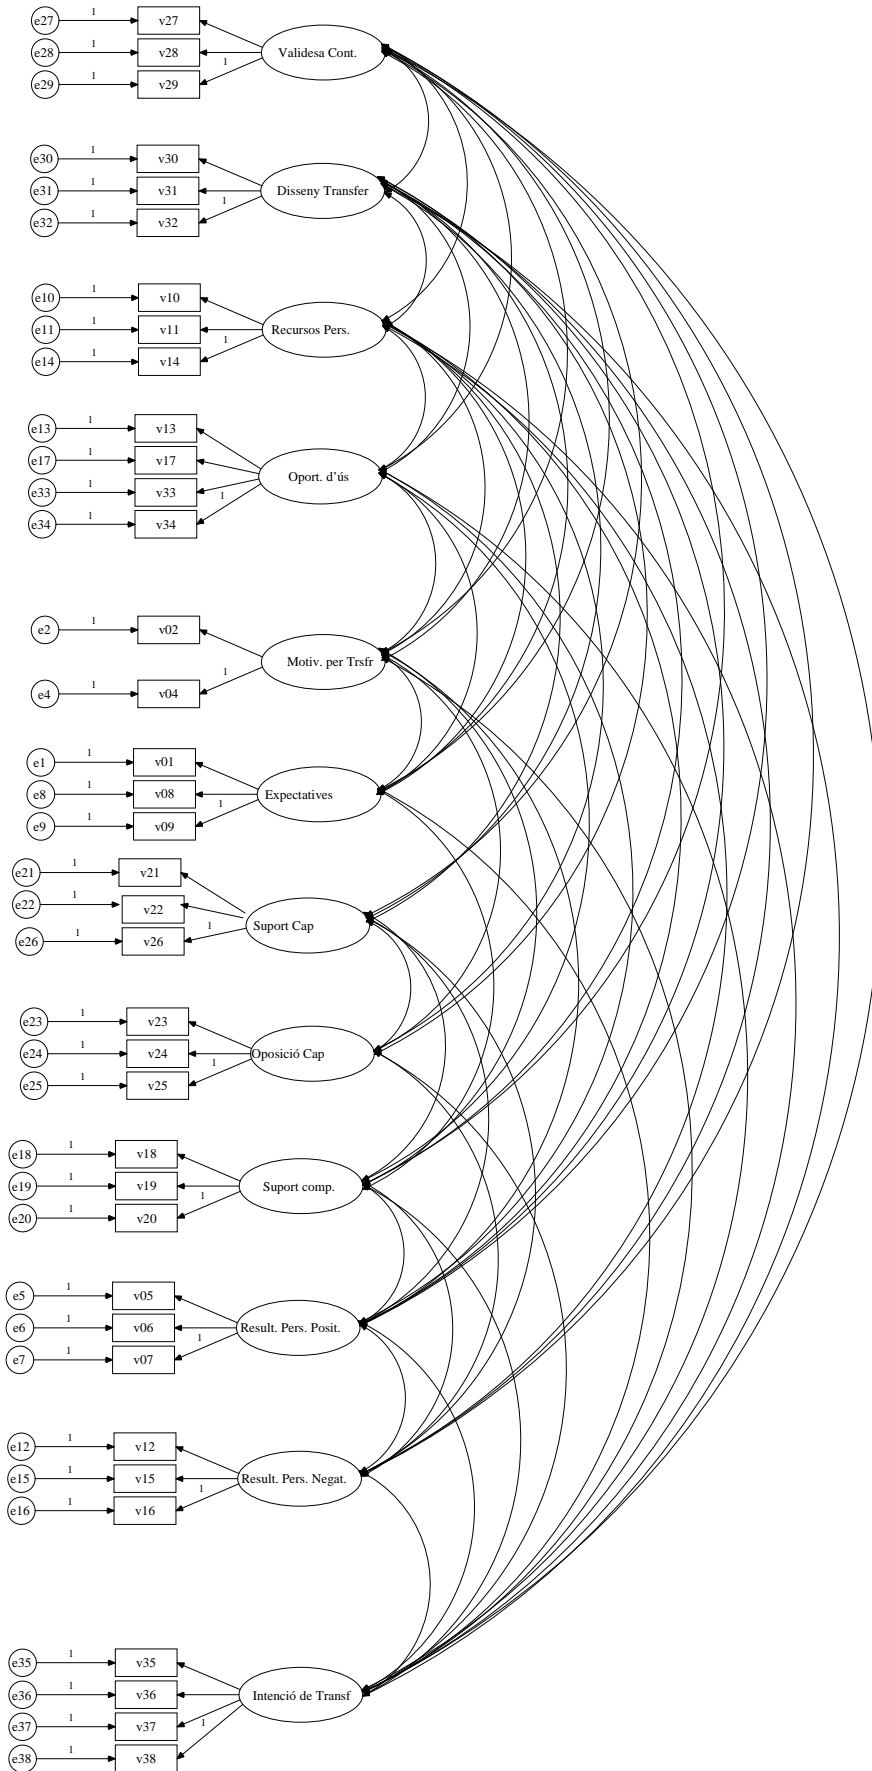 e27 1 v27
e28 1 v28 Validesa Cont.
e29 1 v29 1
e30 1 v30
e31 1 v31 Disseny Transfer
e32 1 v32 1
e10 1 v10
e11 1 v11 Recursos Pers.
e14 1 v14 1
e13 1 v13
e17 1 v17 Oport. d'ús
e33 1 v33 1
e34 1 v34
e2 1 v02
Motiv. per Trsfr
e4 1 v04 1
e1 1 v01
e8 1 v08 Expectatives
e9 1 v09 1
e21 1 v21
e22 1 v22 Suport Cap
e26 1 v26 1
e23 1 v23
e24 1 v24 Oposició Cap
e25 1 v25 1
e18 1 v18
e19 1 v19 Suport comp.
e20 1 v20 1
e5 1 v05
e6 1 v06 Result. Pers. Posit.
e7 1 v07 1
e12 1 v12
e15 1 v15 Result. Pers. Negat.
e16 1 v16 1
e35 1 v35
e36 1 v36 Intenció de Transf
e37 1 v37 1
e38 1 v38